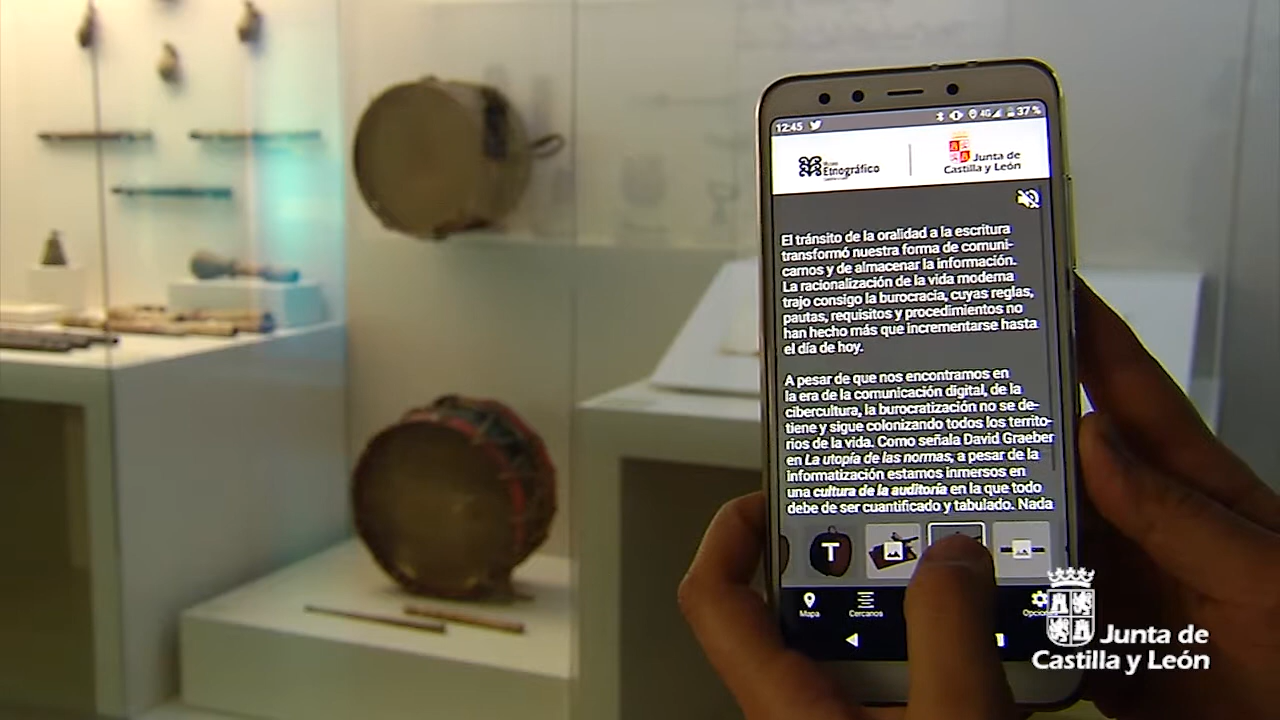 12:45
4G 37 %
Museo
Etnográfico
Junta de
Castilla y León
El tránsito de la oralidad a la escritura
transformó nuestra forma de comuni-
carnos y de almacenar la información.
La racionalización de la vida moderna
trajo consigo la burocracia, cuyas reglas,
pautas, requisitos y procedimientos no
han hecho más que incrementarse hasta
el día de hoy.
A pesar de que nos encontramos en
la era de la comunicación digital, de la
cibercultura, la burocratización no se de-
tiene y sigue colonizando todos los territo-
rios de la vida. Como señala David Graeber
en La utopía de las normas, a pesar de la
informatización estamos inmersos en
una cultura de la auditoría en la que todo
debe de ser cuantificado y tabulado. Nada
T
Mapa
Cercanos
Junta de
Castilla y León